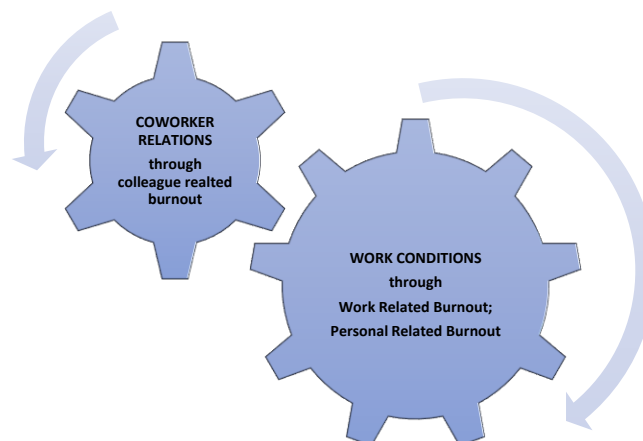 COWORKER
RELATIONS
through
colleague realted
burnout
WORK CONDITIONS
through
Work Related Burnout;
Personal Related Burnout